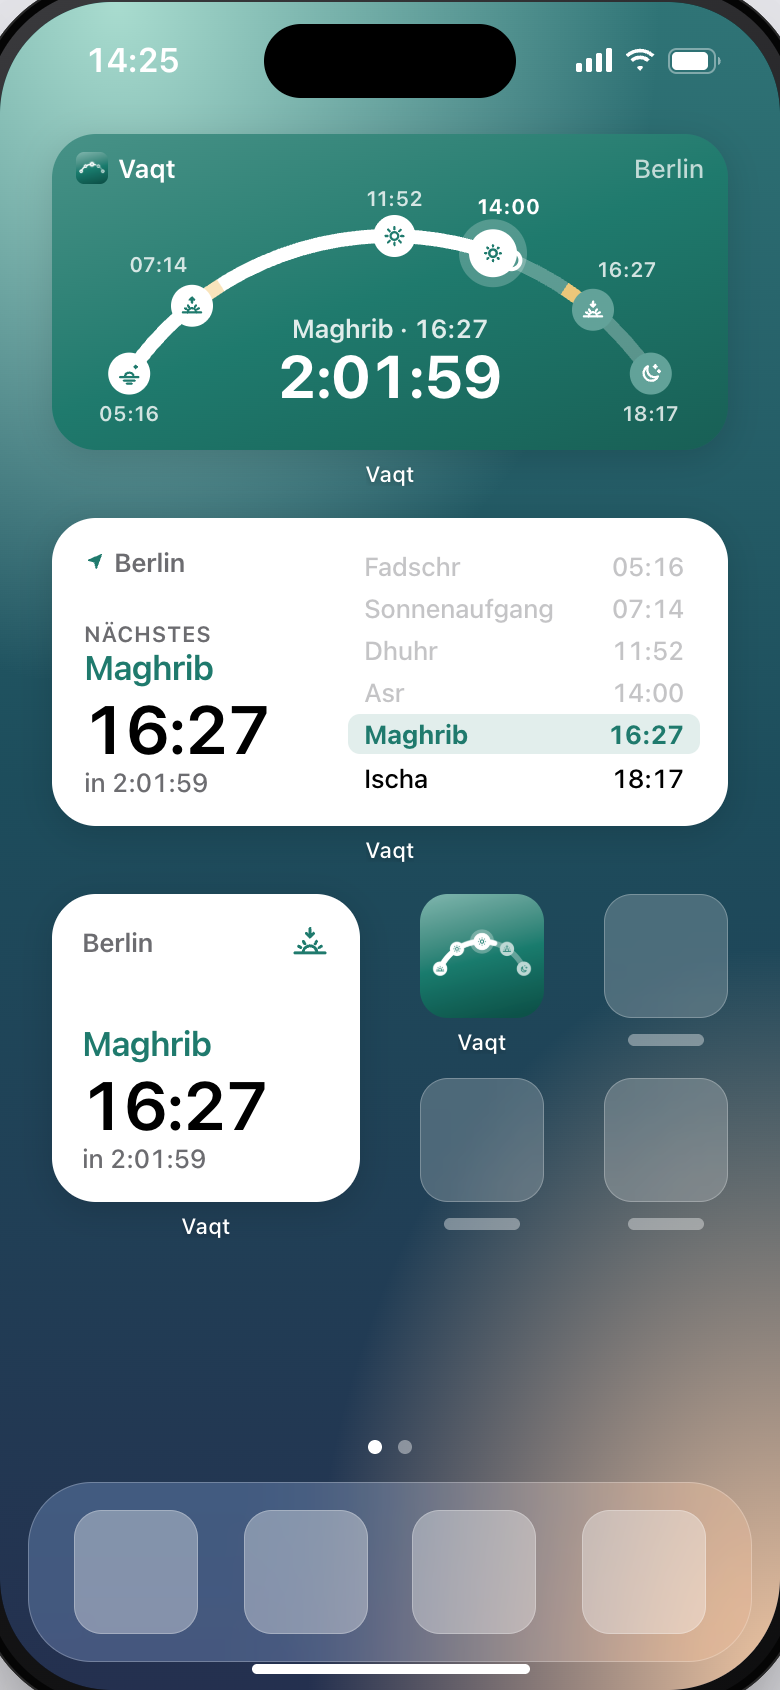 14:25
Vaqt
Berlin
11:52
14:00
07:14
16:27
Maghrib · 16:27
2:01:59
05:16
18:17
Vaqt
Berlin
NÄCHSTES
Maghrib
16:27
in 2:01:59
Fadschr 05:16
Sonnenaufgang 07:14
Dhuhr 11:52
Asr 14:00
Maghrib 16:27
Ischa 18:17
Vaqt
Berlin
Maghrib
16:27
in 2:01:59
Vaqt
Vaqt